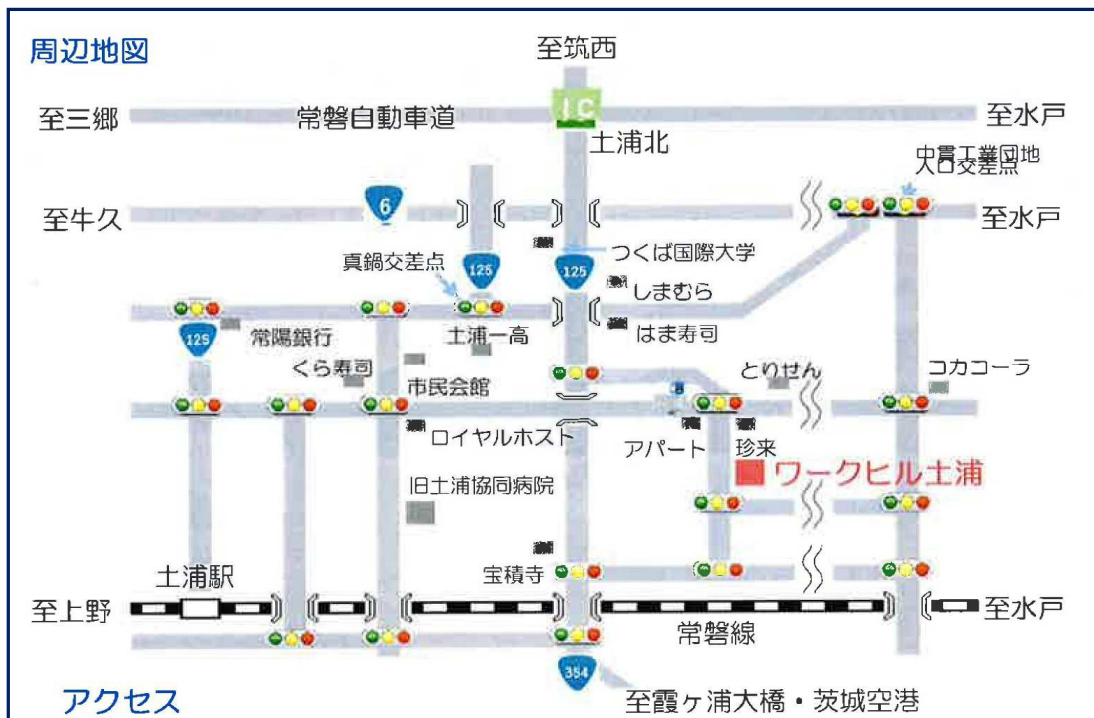 周辺地図
至筑西
IC
至三郷
常磐自動車道
至水戸
土浦北
中貫工業団地
入口交差点
至牛久
6
至水戸
つくば国際大学
真鍋交差点
125
125
しまむら
常陽銀行
土浦一高
はま寿司
125
くら寿司
市民会館
とりせん
コカコーラ
ロイヤルホスト
アパート
珍来
ワークヒル土浦
旧土浦協同病院
宝積寺
土浦駅
至上野
至水戸
常磐線
354
至霞ヶ浦大橋・茨城空港
アクセス